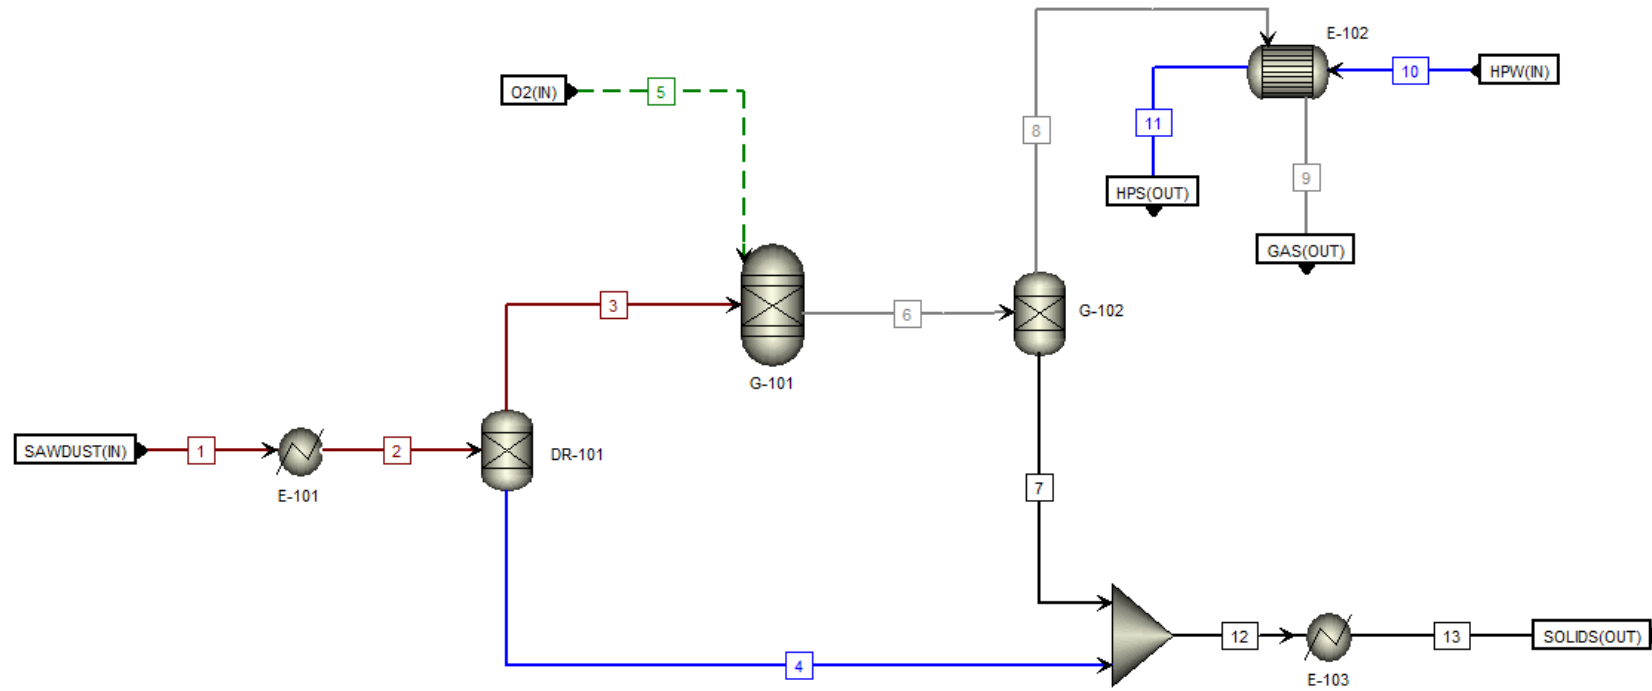 E-102
HPW(IN)
10
O2(IN)
5
11
8
HPS(OUT)
9
GAS(OUT)
3
6
G-102
G-101
SAWDUST(IN)
1
2
DR-101
E-101
7
12
13
SOLIDS(OUT)
4
E-103